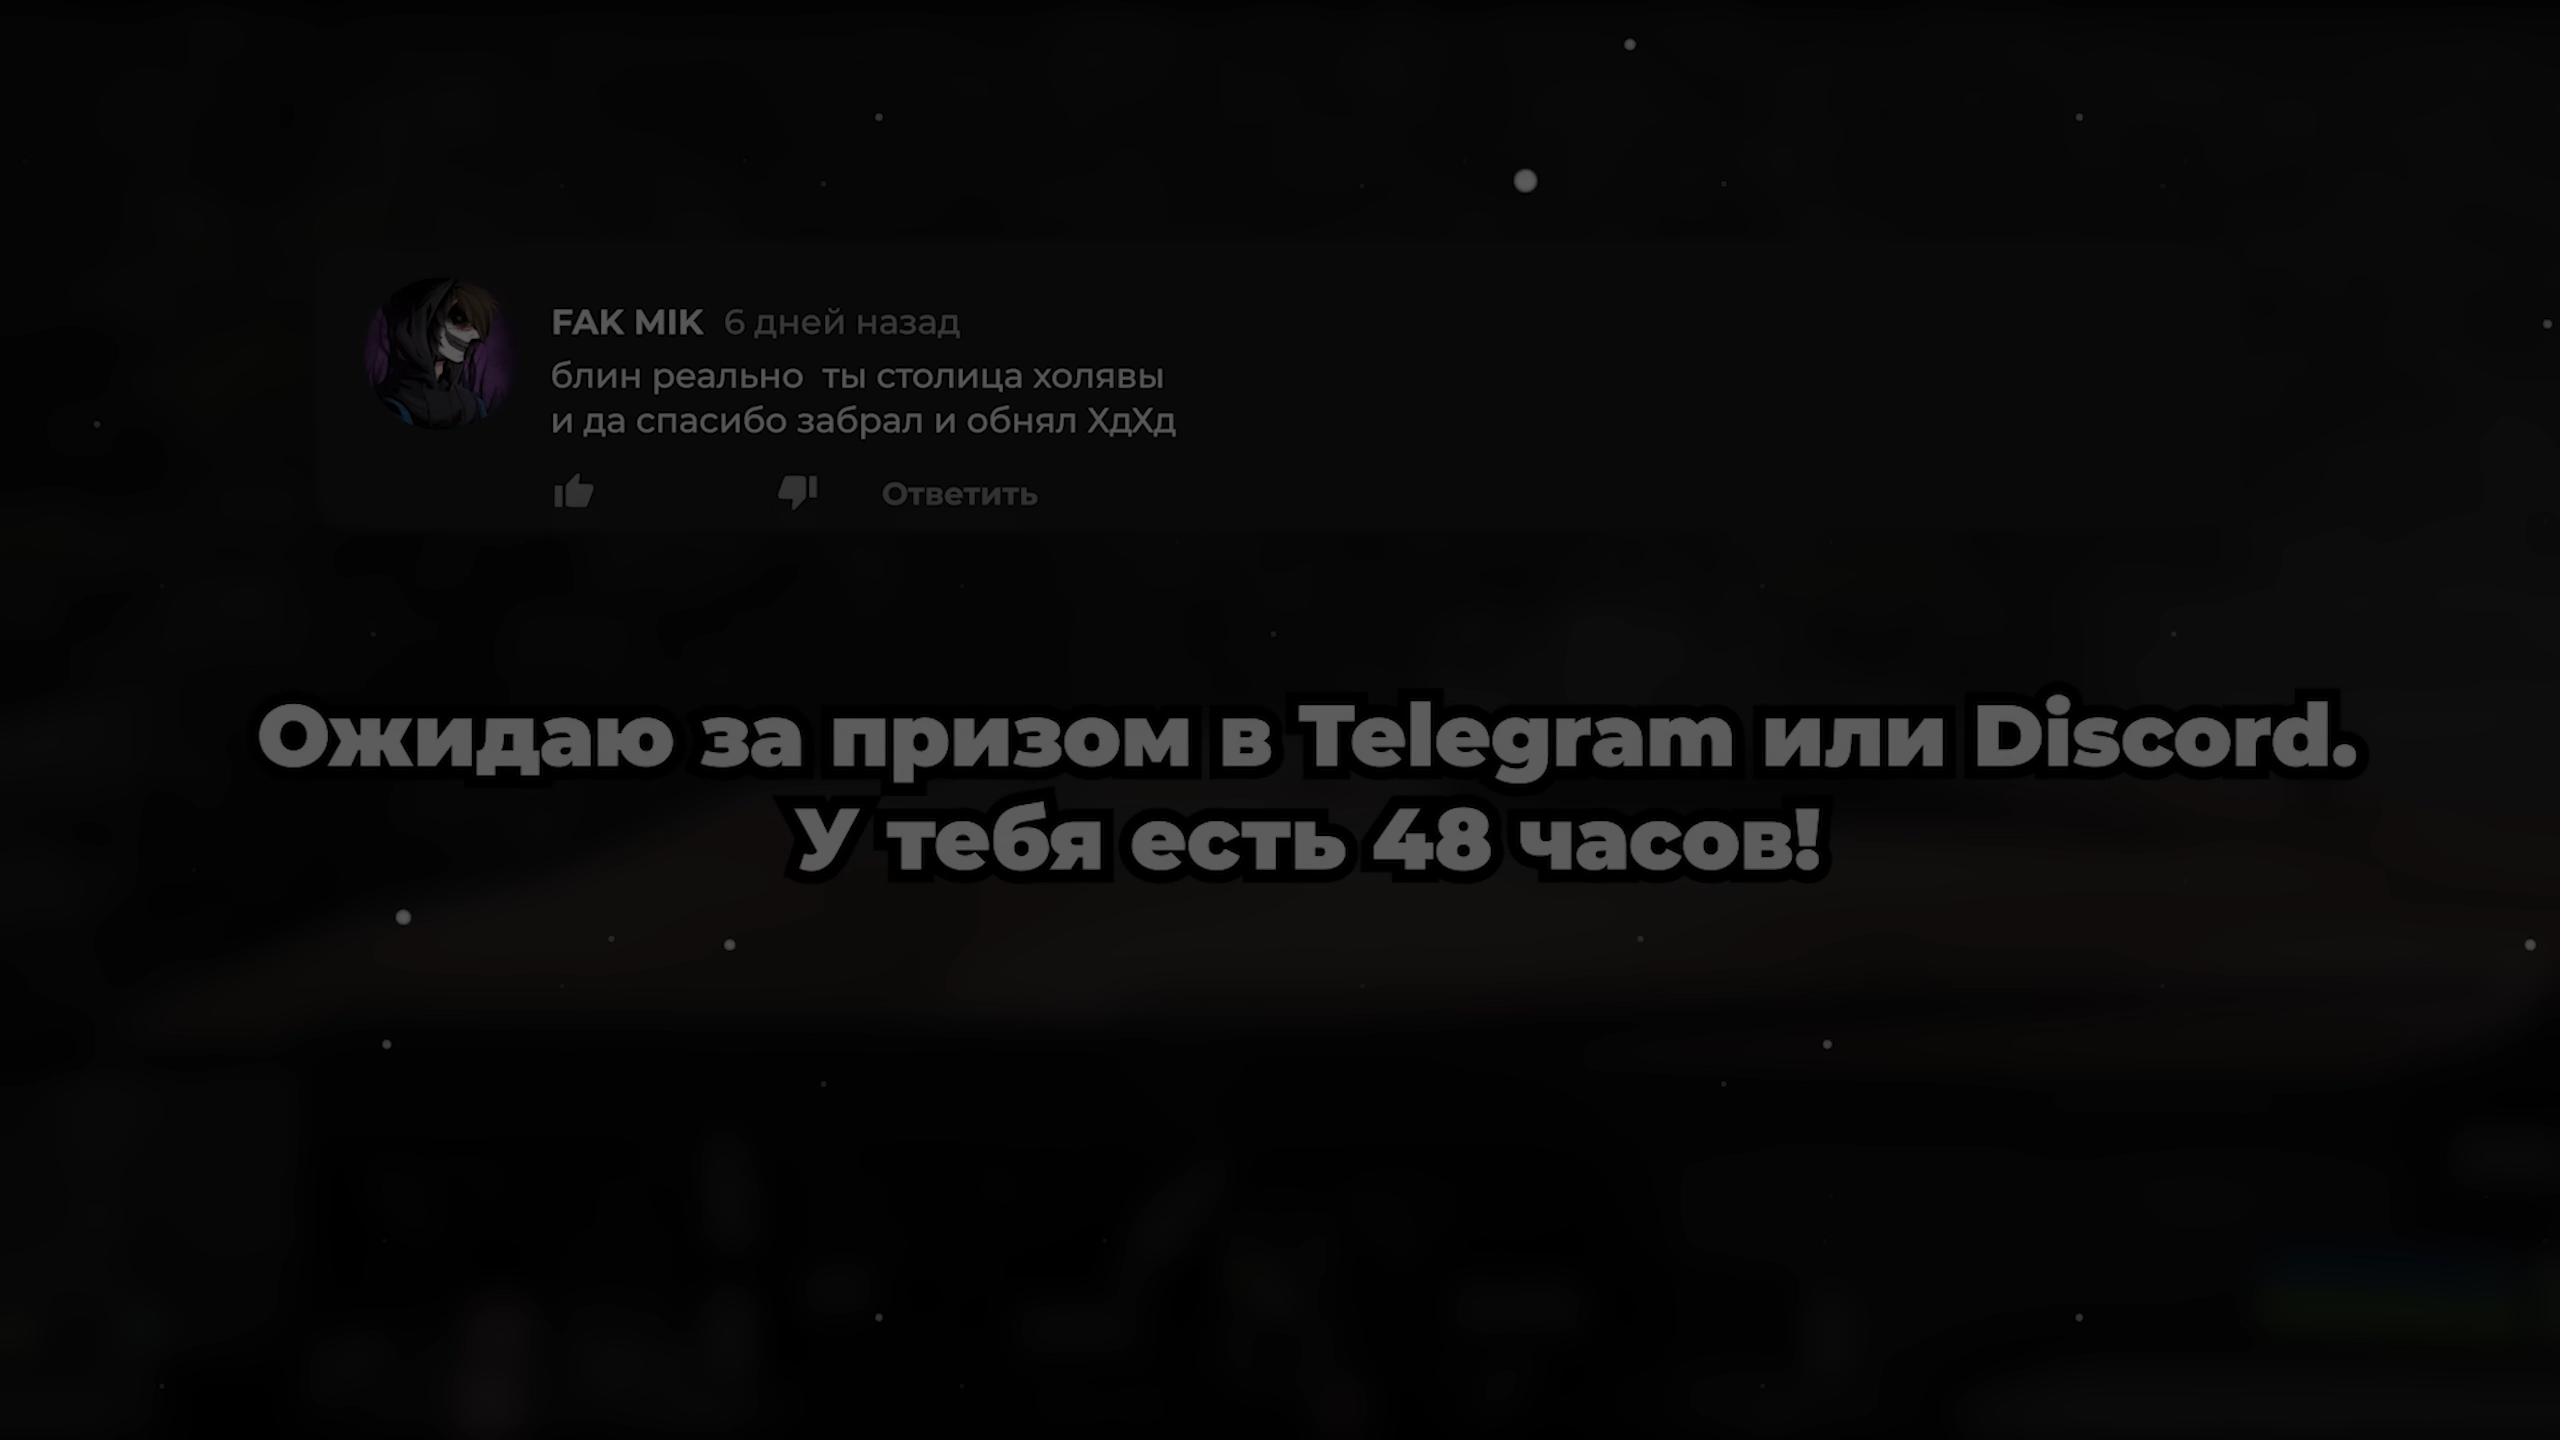 FAK MIK 6 дней назад
блин реально ты столица холявы
и да спасибо забрал и обнял ХдХд
Ответить
Ожидаю за призом в Telegram или Discord.
У тебя есть 48 часов!